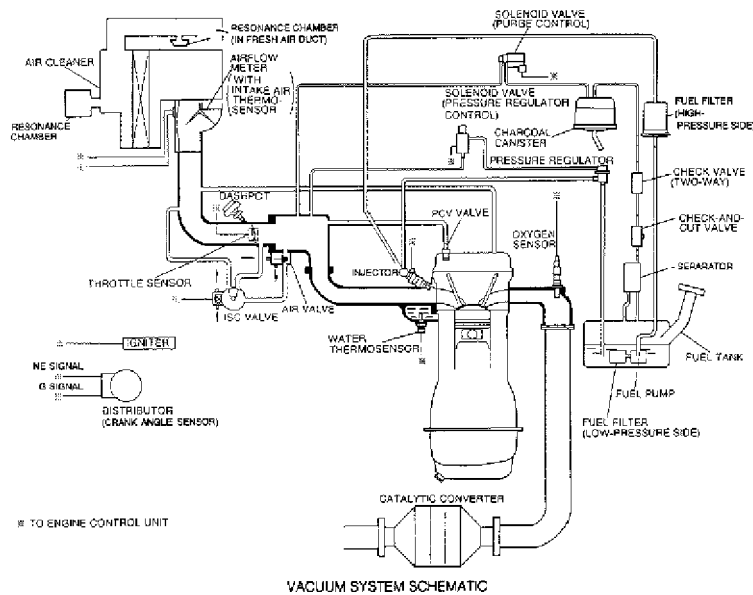 SOLENOID VALVE
(PURGE CONTROL)
RESONANCE CHAMBER
(IN FRESH AIR DUCT)
AIR CLEANER
AIRFLOW
METER
(WITH
INTAKE AIR
THERMO-
SENSOR)
RESONANCE
CHAMBER
SOLENOID VALVE
(PRESSURE REGULATOR
CONTROL)
CHARCOAL
CANISTER
FUEL FILTER
(HIGH-
PRESSURE SIDE)
PRESSURE REGULATOR
CHECK VALVE
(TWO-WAY)
DASHPOT
PCV VALVE
OXYGEN
SENSOR
CHECK-AND-
CUT VALVE
INJECTOR
SEPARATOR
THROTTLE SENSOR
AIR VALVE
ISC VALVE
WATER
THERMOSENSOR
FUEL TANK
※ IGNITER
NE SIGNAL ※
G SIGNAL ※
FUEL PUMP
DISTRIBUTOR
(CRANK ANGLE SENSOR)
FUEL FILTER
(LOW-PRESSURE SIDE)
CATALYTIC CONVERTER
※ TO ENGINE CONTROL UNIT
VACUUM SYSTEM SCHEMATIC